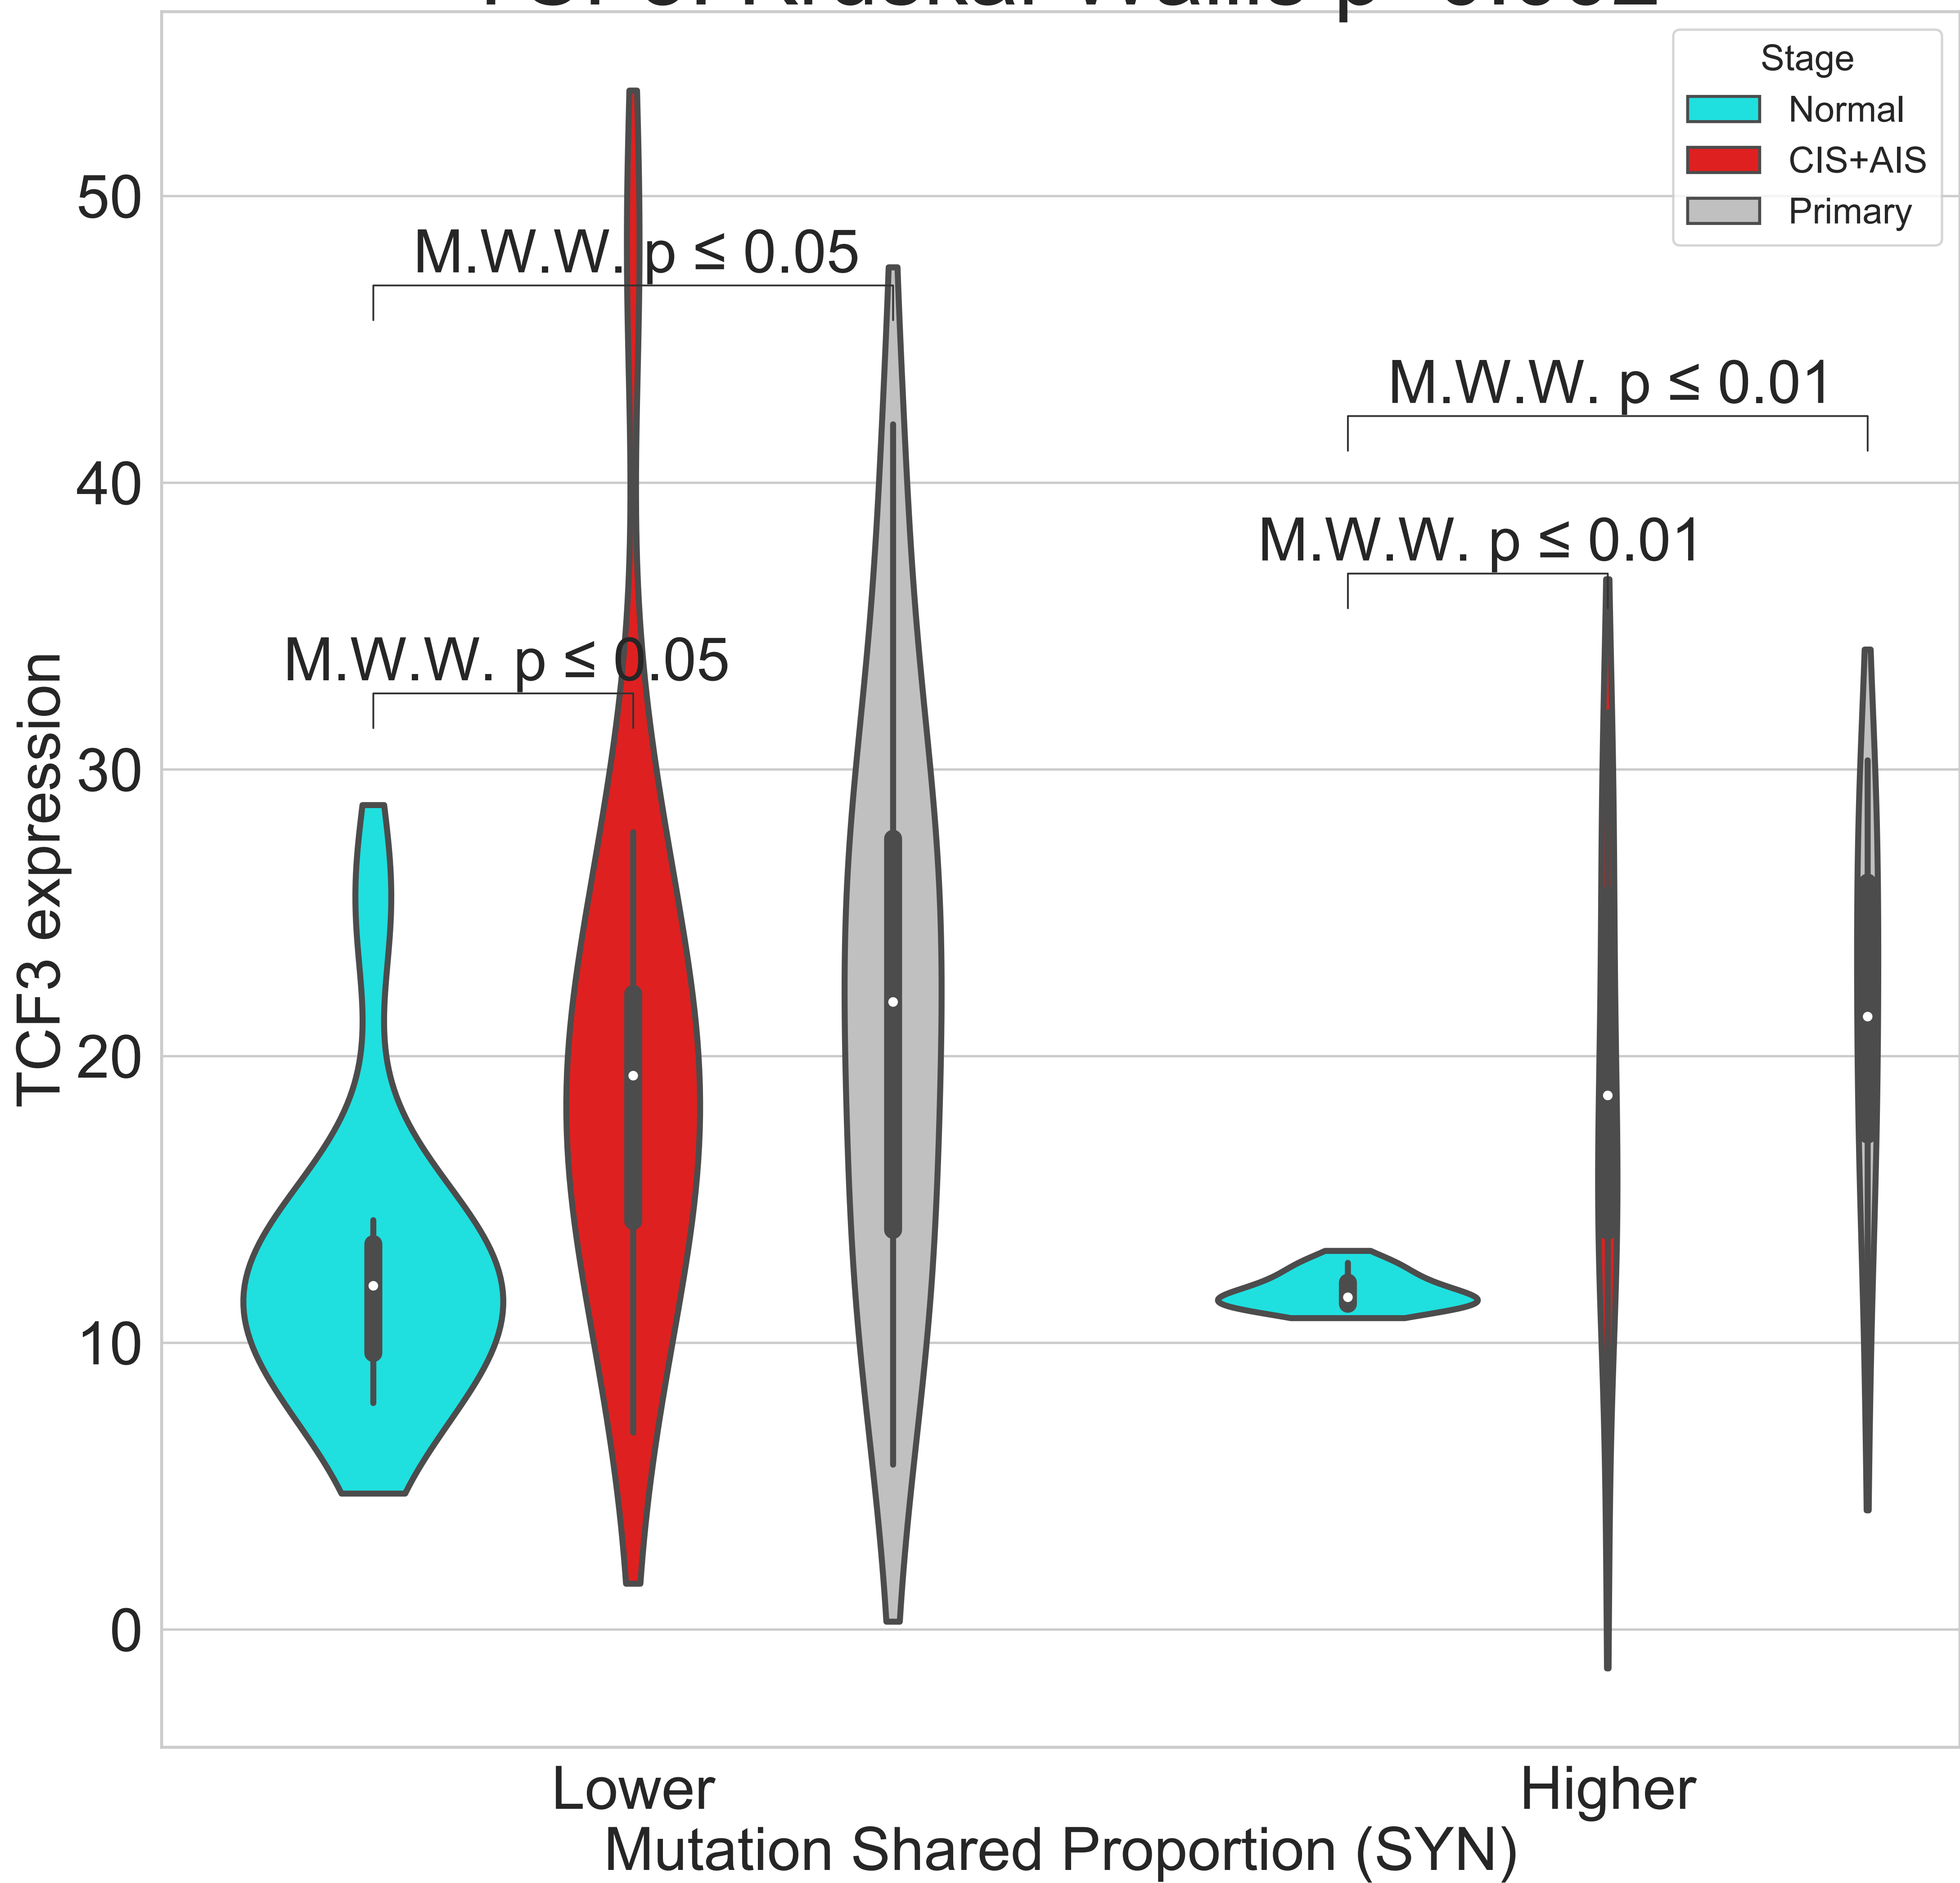 Stage
Normal
CIS+AIS
Primary
M.W.W. p ≤ 0.05
M.W.W. p ≤ 0.01
M.W.W. p ≤ 0.01
M.W.W. p ≤ 0.05
TCF3 expression
50
40
30
20
10
0
Lower
Higher
Mutation Shared Proportion (SYN)